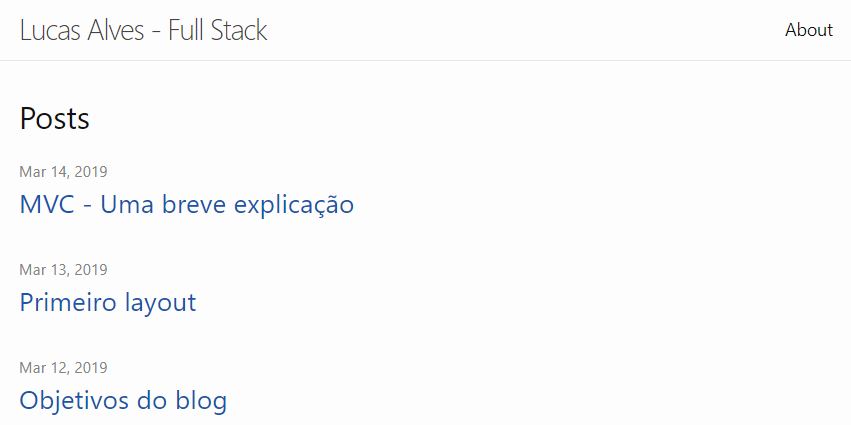 Lucas Alves - Full Stack
About
Posts
Mar 14, 2019
MVC - Uma breve explicação
Mar 13, 2019
Primeiro layout
Mar 12, 2019
Objetivos do blog